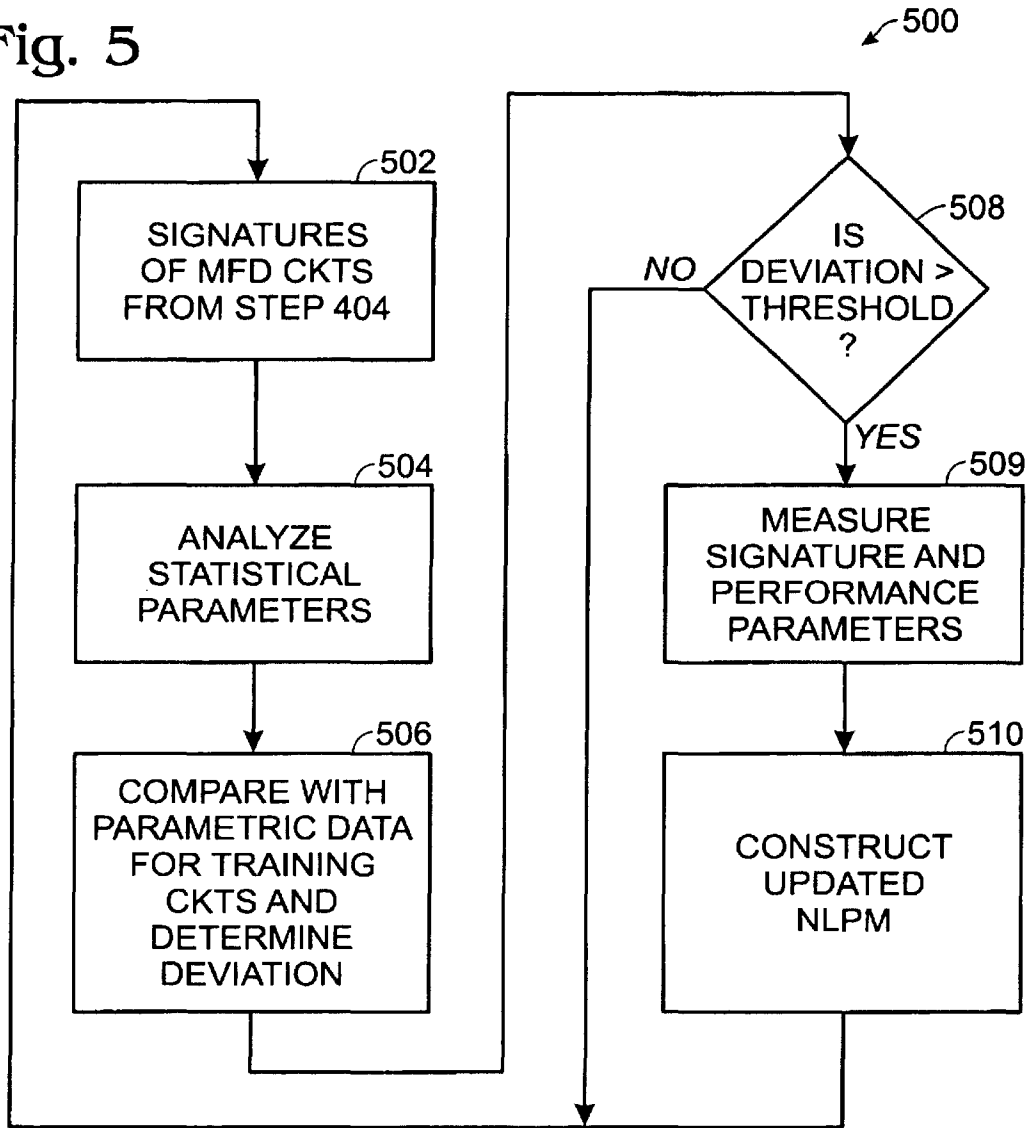 Fig. 5
500
502
SIGNATURES
OF MFD CKTS
FROM STEP 404
504
ANALYZE
STATISTICAL
PARAMETERS
506
COMPARE WITH
PARAMETRIC DATA
FOR TRAINING
CKTS AND
DETERMINE
DEVIATION
508
IS
DEVIATION >
THRESHOLD
?
NO
YES
509
MEASURE
SIGNATURE AND
PERFORMANCE
PARAMETERS
510
CONSTRUCT
UPDATED
NLPM